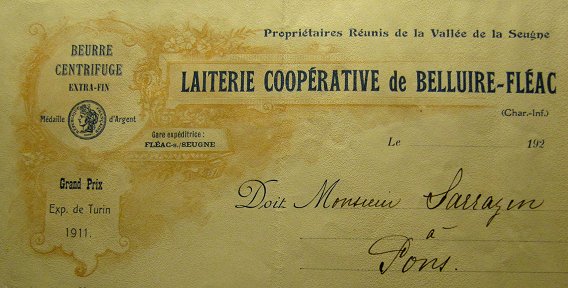 Propriétaires Réunis de la Vallée de la Seugne
BEURRE
CENTRIFUGE
EXTRA-FIN
Médaille d'Argent
LAITERIE COOPÉRATIVE de BELLUIRE-FLÉAC
(Char.-Inf.)
Gare expéditrice :
FLÉAC-s./SEUGNE
Le 192
Grand Prix
Exp. de Turin
1911.
Doit Monsieur Sarrazin
à
Pons.